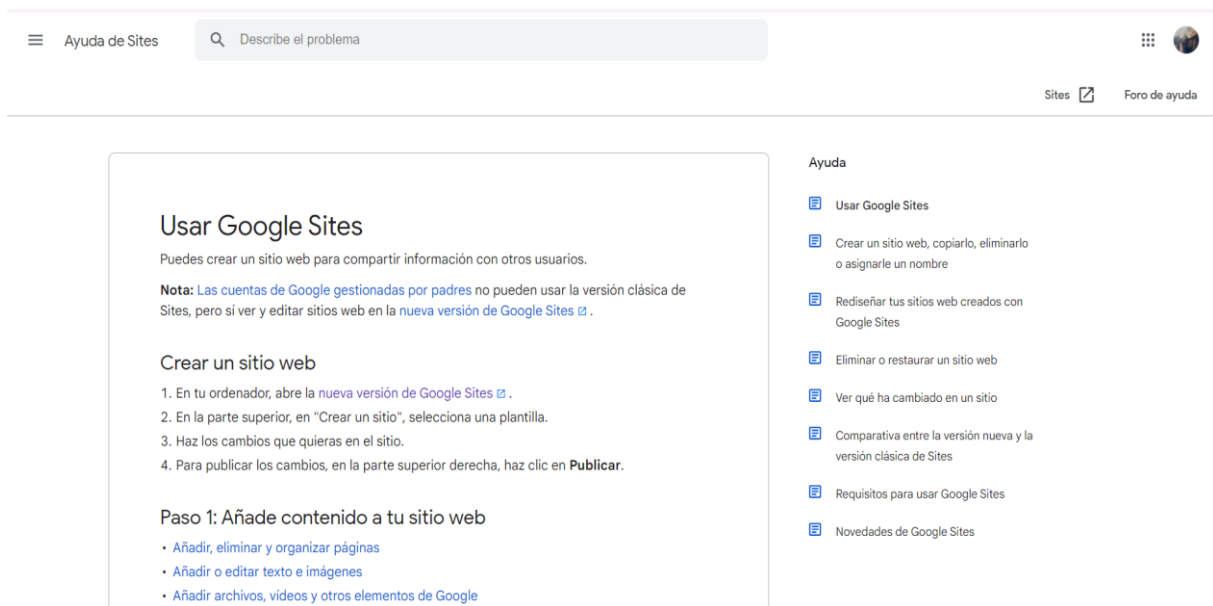 Ayuda de Sites
Describe el problema
Sites
Foro de ayuda
Usar Google Sites
Puedes crear un sitio web para compartir información con otros usuarios.
Nota: Las cuentas de Google gestionadas por padres no pueden usar la versión clásica de
Sites, pero sí ver y editar sitios web en la nueva versión de Google Sites.
Crear un sitio web
1. En tu ordenador, abre la nueva versión de Google Sites.
2. En la parte superior, en "Crear un sitio", selecciona una plantilla.
3. Haz los cambios que quieras en el sitio.
4. Para publicar los cambios, en la parte superior derecha, haz clic en Publicar.
Paso 1: Añade contenido a tu sitio web
• Añadir, eliminar y organizar páginas
• Añadir o editar texto e imágenes
• Añadir archivos, vídeos y otros elementos de Google
Ayuda
Usar Google Sites
Crear un sitio web, copiarlo, eliminarlo
o asignarle un nombre
Rediseñar tus sitios web creados con
Google Sites
Eliminar o restaurar un sitio web
Ver qué ha cambiado en un sitio
Comparativa entre la versión nueva y la
versión clásica de Sites
Requisitos para usar Google Sites
Novedades de Google Sites